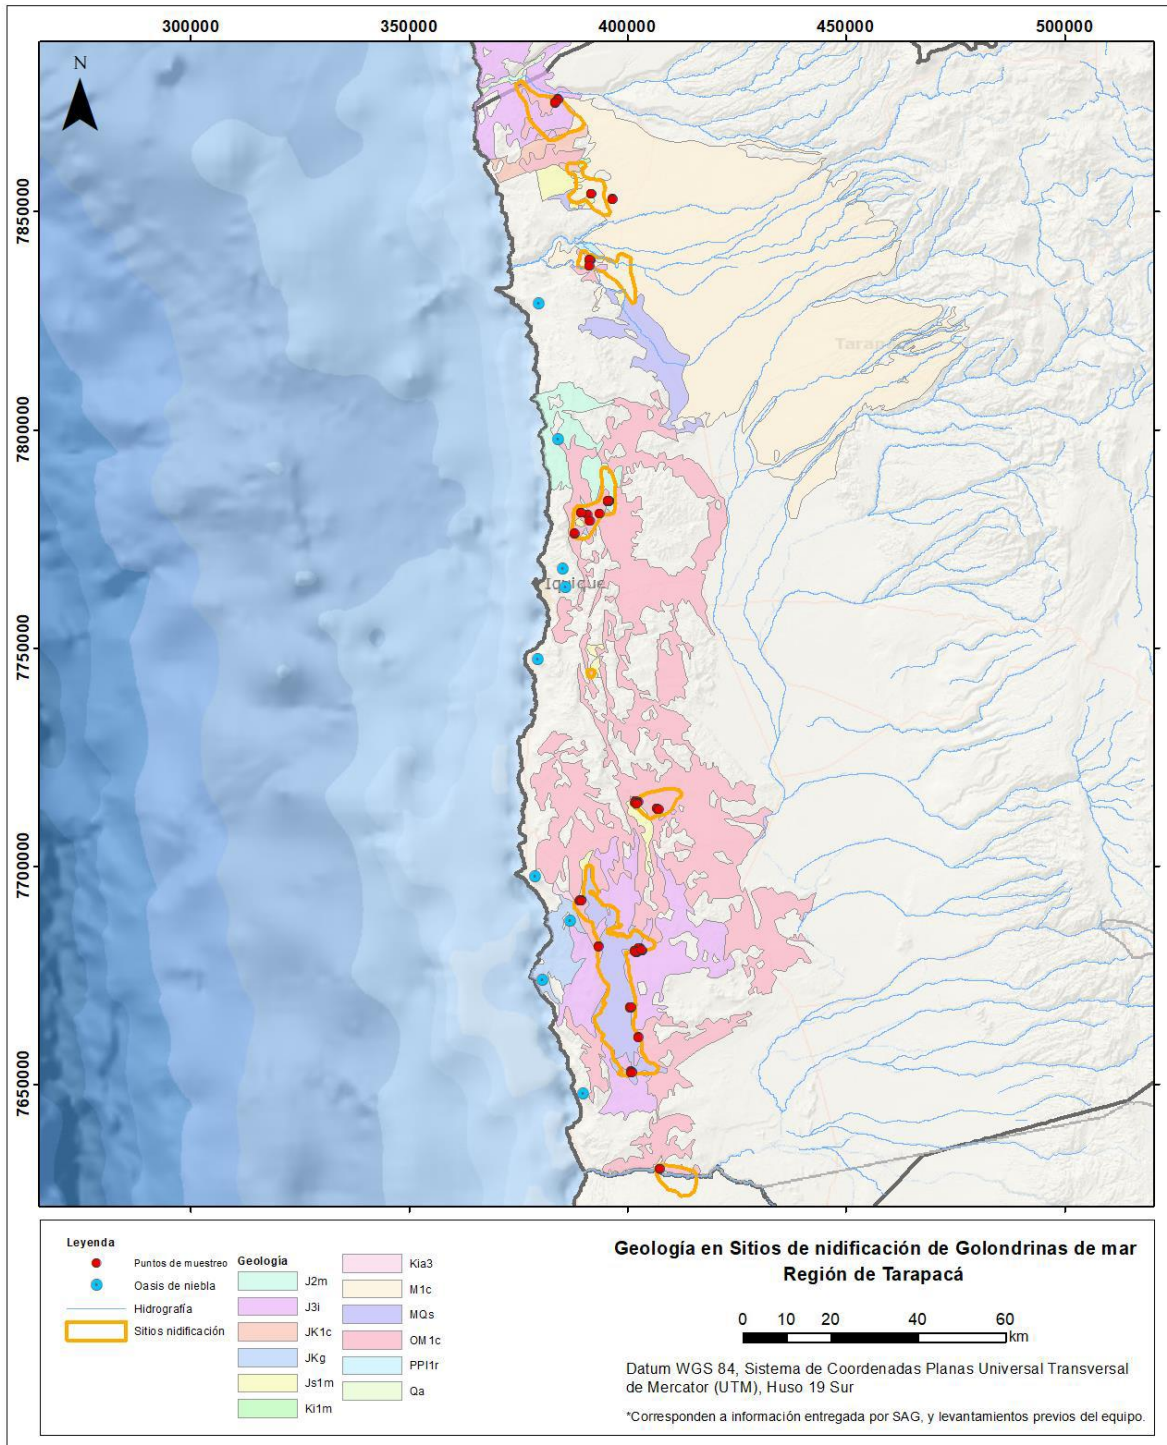 300000 350000 400000 450000 500000
N
7850000
7800000
7750000
7700000
7650000
Iquique
Leyenda
Puntos de muestreo
Oasis de niebla
Hidrografía
Sitios nidificación
Geología
J2m
J3i
JK1c
JKg
Js1m
Ki1m
Kia3
M1c
MQs
OM1c
PPl1r
Qa
Geología en Sitios de nidificación de Golondrinas de mar
Región de Tarapacá
0 10 20 40 60
km
Datum WGS 84, Sistema de Coordenadas Planas Universal Transversal
de Mercator (UTM), Huso 19 Sur
*Corresponden a información entregada por SAG, y levantamientos previos del equipo.